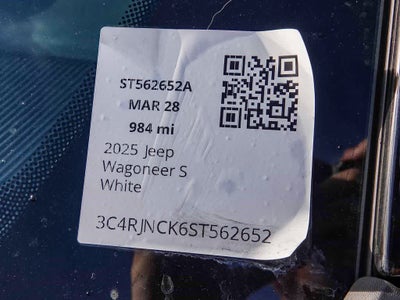 ST562652A
MAR 28
984 mi
2025 Jeep
Wagoneer S
White
3C4RJNCK6ST562652